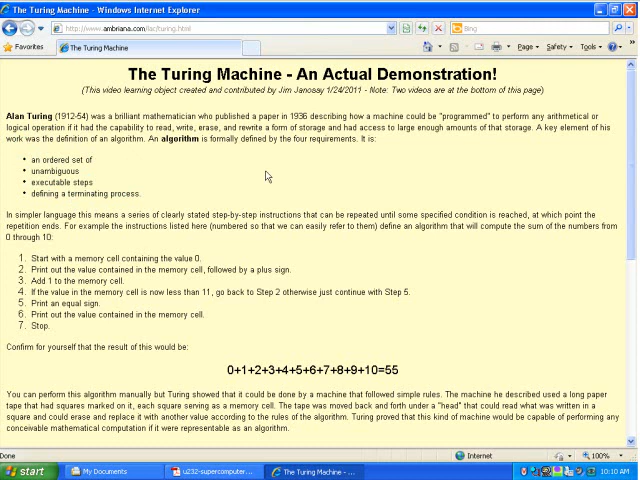 The Turing Machine - Windows Internet Explorer
http://www.ambriana.com/lac/turing.html
Bing
Favorites The Turing Machine Page Safety Tools
The Turing Machine - An Actual Demonstration!
(This video learning object created and contributed by Jim Janosay 1/24/2011 - Note: Two videos are at the bottom of this page)
Alan Turing (1912-54) was a brilliant mathematician who published a paper in 1936 describing how a machine could be "programmed" to perform any arithmetical or
logical operation if it had the capability to read, write, erase, and rewrite a form of storage and had access to large enough amounts of that storage. A key element of his
work was the definition of an algorithm. An algorithm is formally defined by the four requirements. It is:
• an ordered set of
• unambiguous
• executable steps
• defining a terminating process.
In simpler language this means a series of clearly stated step-by-step instructions that can be repeated until some specified condition is reached, at which point the
repetition ends. For example the instructions listed here (numbered so that we can easily refer to them) define an algorithm that will compute the sum of the numbers from
0 through 10:
1. Start with a memory cell containing the value 0.
2. Print out the value contained in the memory cell, followed by a plus sign.
3. Add 1 to the memory cell.
4. If the value in the memory cell is now less than 11, go back to Step 2 otherwise just continue with Step 5.
5. Print an equal sign.
6. Print out the value contained in the memory cell.
7. Stop.
Confirm for yourself that the result of this would be:
0+1+2+3+4+5+6+7+8+9+10=55
You can perform this algorithm manually but Turing showed that it could be done by a machine that followed simple rules. The machine he described used a long paper
tape that had squares marked on it, each square serving as a memory cell. The tape was moved back and forth under a "head" that could read what was written in a
square and could erase and replace it with another value according to the rules of the algorithm. Turing proved that this kind of machine would be capable of performing any
conceivable mathematical computation if it were representable as an algorithm.
Done Internet 100%
start My Documents u232-supercomputer... The Turing Machine - ... 10:10 AM